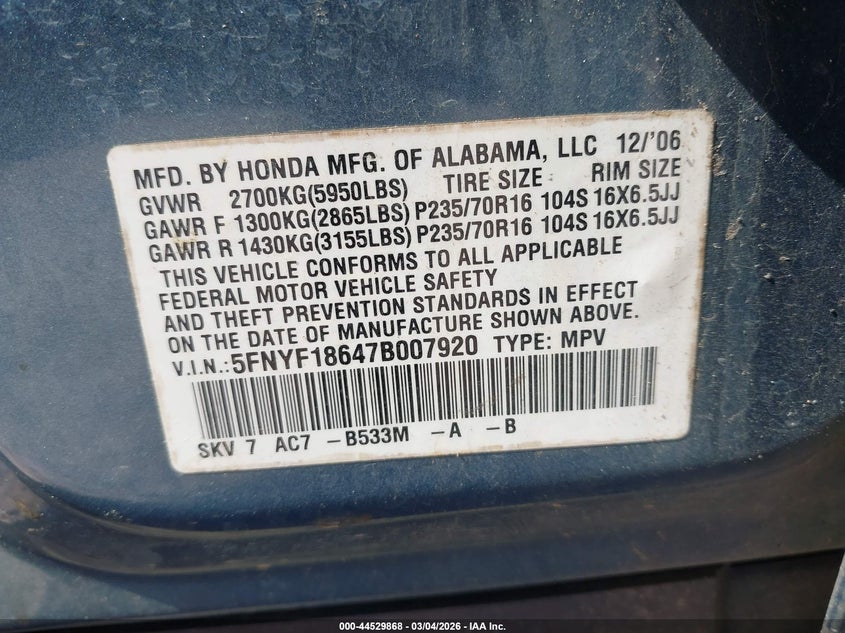 MFD. BY HONDA MFG. OF ALABAMA, LLC 12/'06
GVWR 2700KG(5950LBS) TIRE SIZE RIM SIZE
GAWR F 1300KG(2865LBS) P235/70R16 104S 16X6.5JJ
GAWR R 1430KG(3155LBS) P235/70R16 104S 16X6.5JJ
THIS VEHICLE CONFORMS TO ALL APPLICABLE
FEDERAL MOTOR VEHICLE SAFETY
AND THEFT PREVENTION STANDARDS IN EFFECT
ON THE DATE OF MANUFACTURE SHOWN ABOVE.
V.I.N.:5FNYF18647B007920 TYPE: MPV
SKV 7 AC7 -B533M -A -B
000-44529868 - 03/04/2026 - IAA Inc.